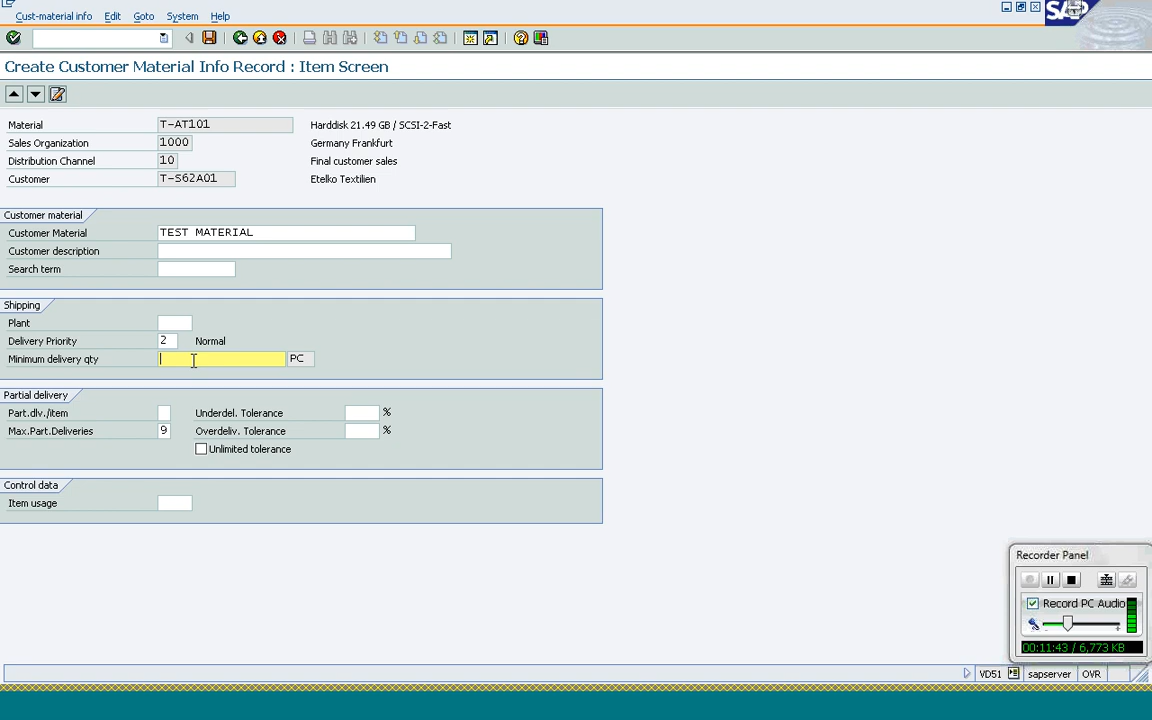 Cust-material info Edit Goto System Help
SAP
Create Customer Material Info Record : Item Screen
Material T-AT101 Harddisk 21.49 GB / SCSI-2-Fast
Sales Organization 1000 Germany Frankfurt
Distribution Channel 10 Final customer sales
Customer T-S62A01 Etelko Textilien
Customer material
Customer Material TEST MATERIAL
Customer description
Search term
Shipping
Plant
Delivery Priority 2 Normal
Minimum delivery qty PC
Partial delivery
Part.dlv./item Underdel. Tolerance %
Max.Part.Deliveries 9 Overdeliv. Tolerance %
Unlimited tolerance
Control data
Item usage
Recorder Panel
Record PC Audio
00:11:43 / 6,773 KB
VD51 sapserver OVR